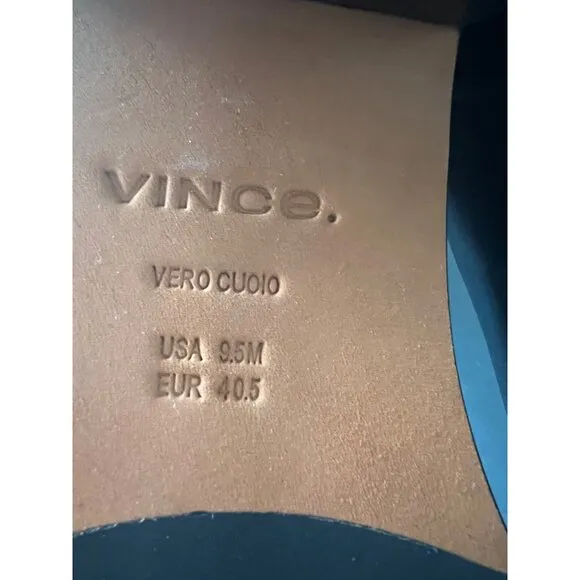 VINCe.
VERO CUOIO
USA 9.5M
EUR 40.5